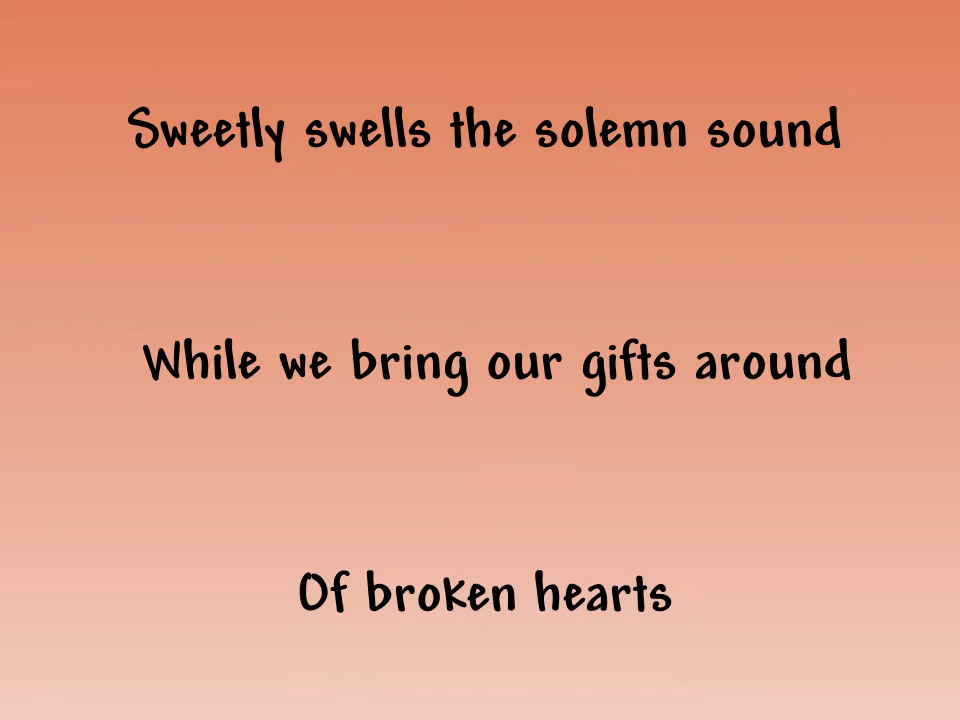 Sweetly swells the solemn sound
While we bring our gifts around
Of broken hearts